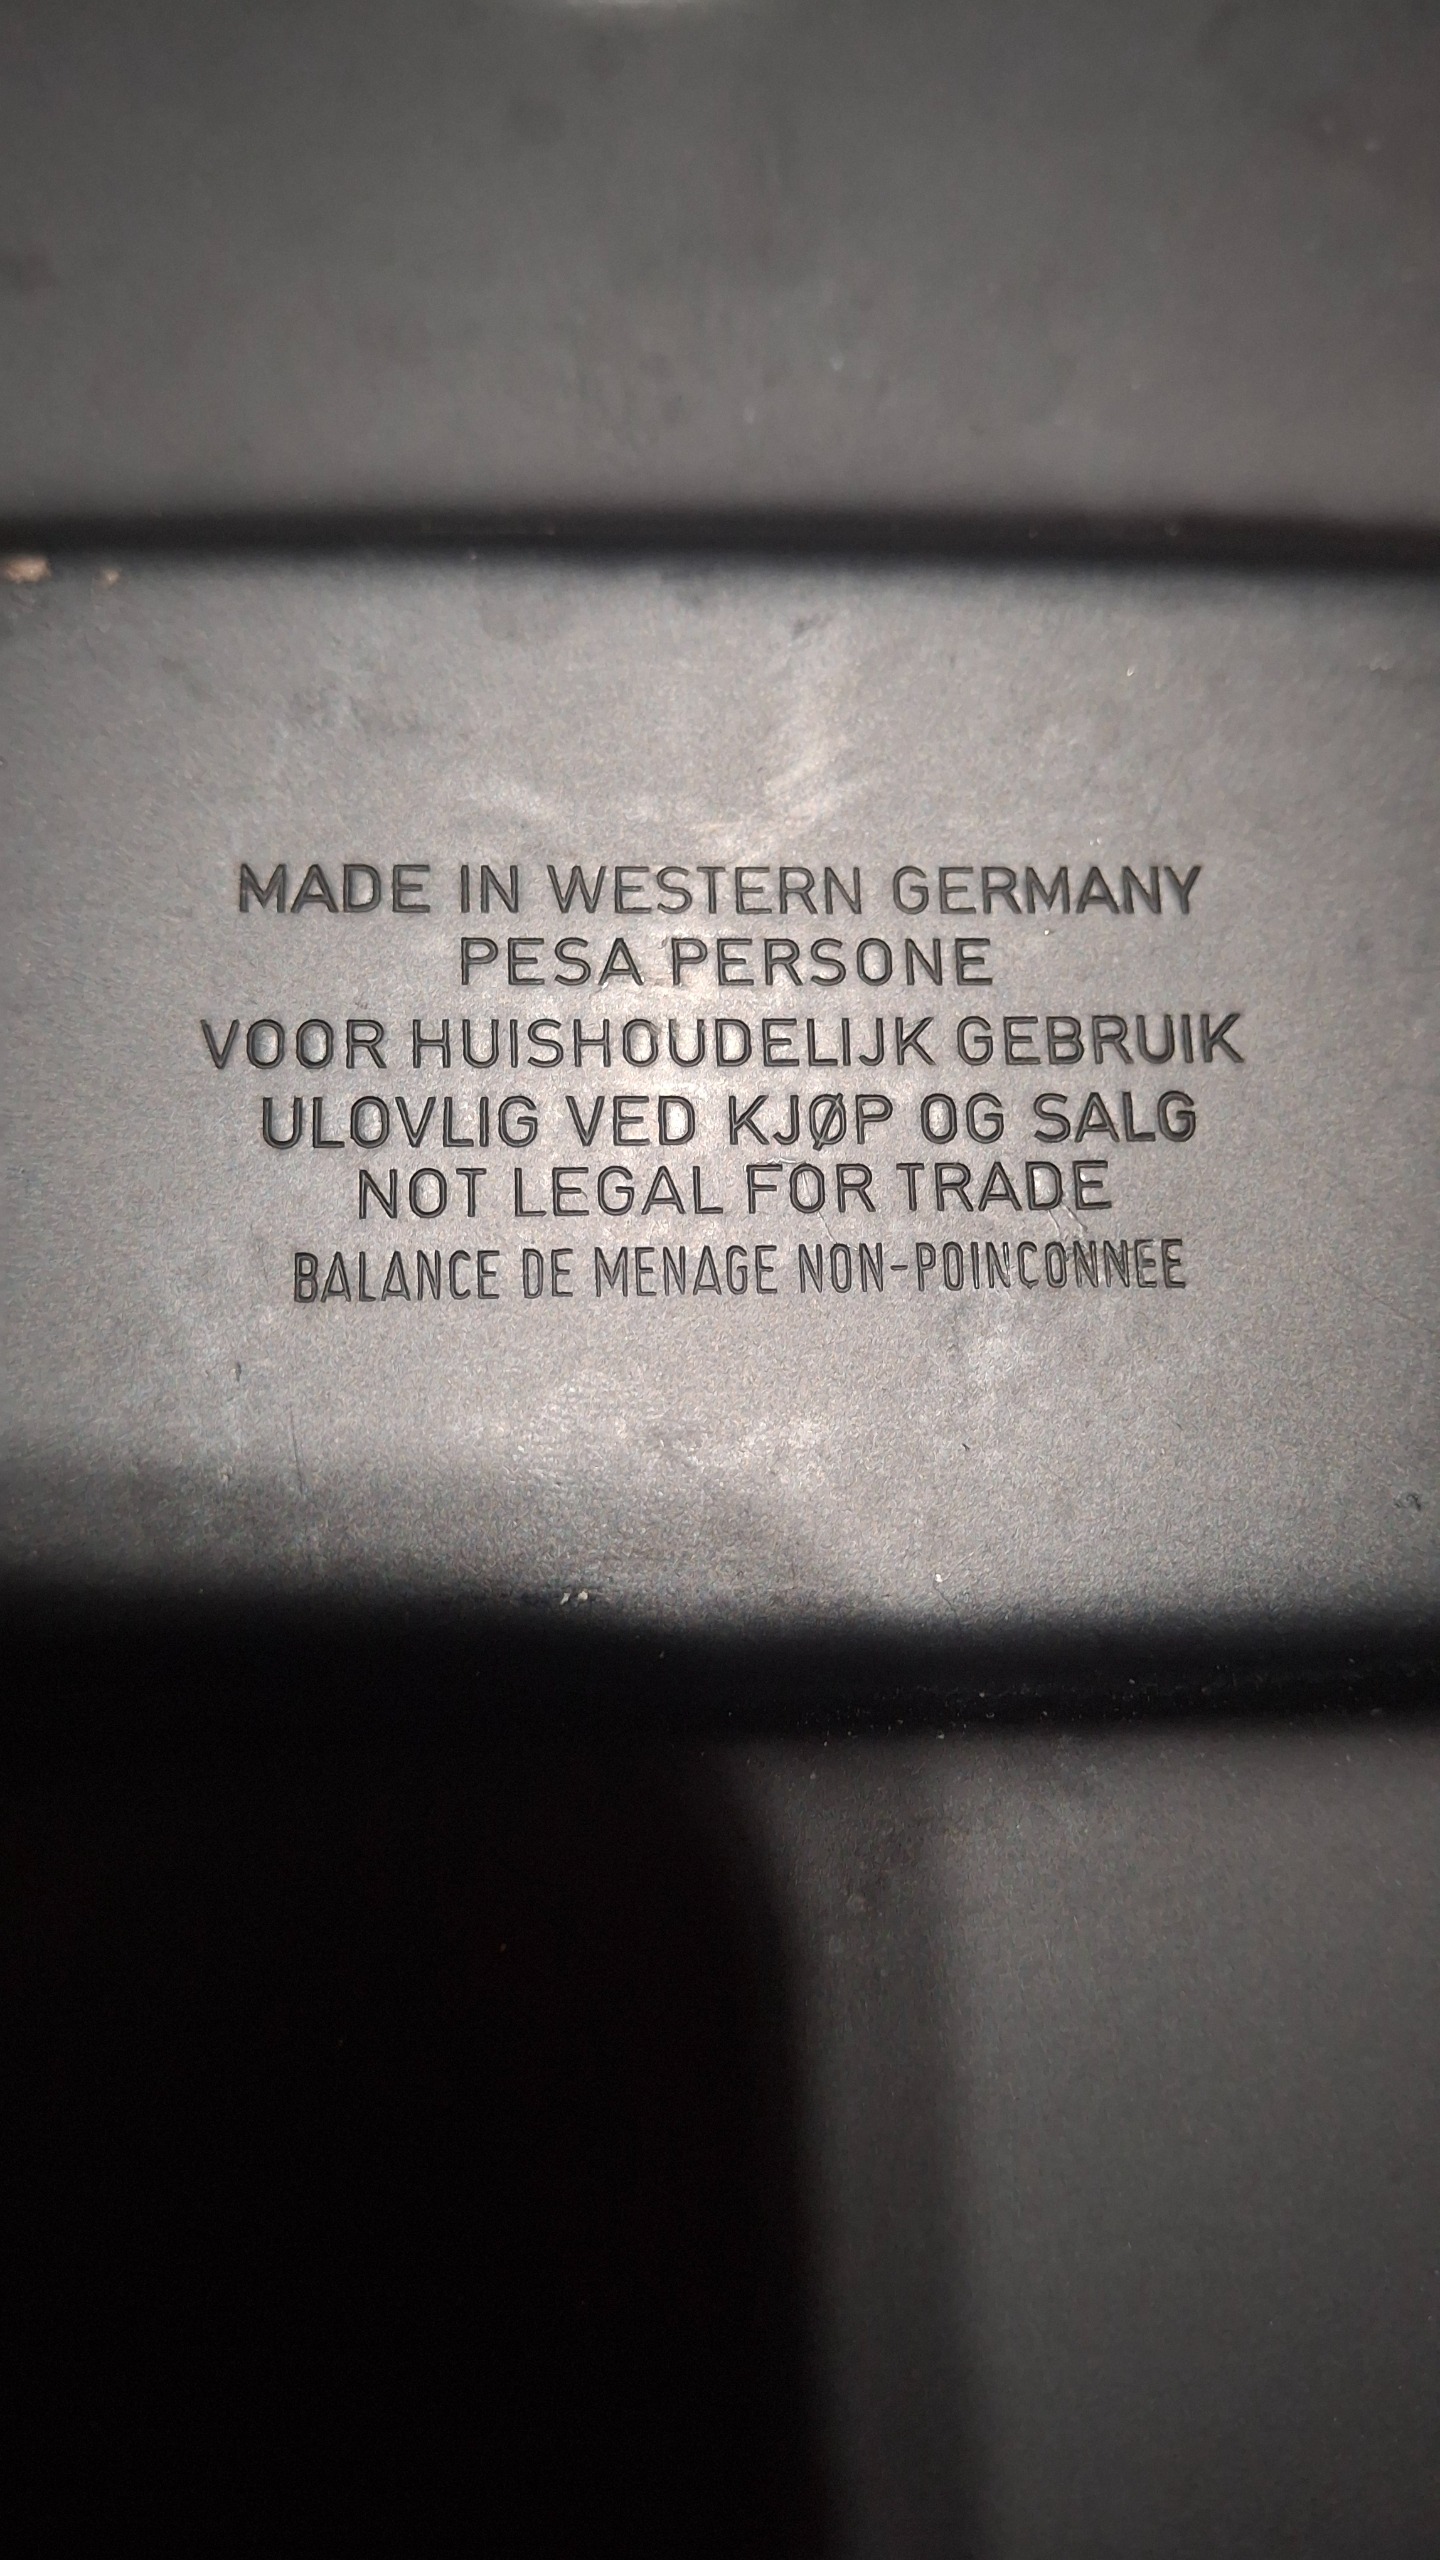 MADE IN WESTERN GERMANY
PESA PERSONE
VOOR HUISHOUDELIJK GEBRUIK
ULOVLIG VED KJØP OG SALG
NOT LEGAL FOR TRADE
BALANCE DE MENAGE NON-POINÇONNEE